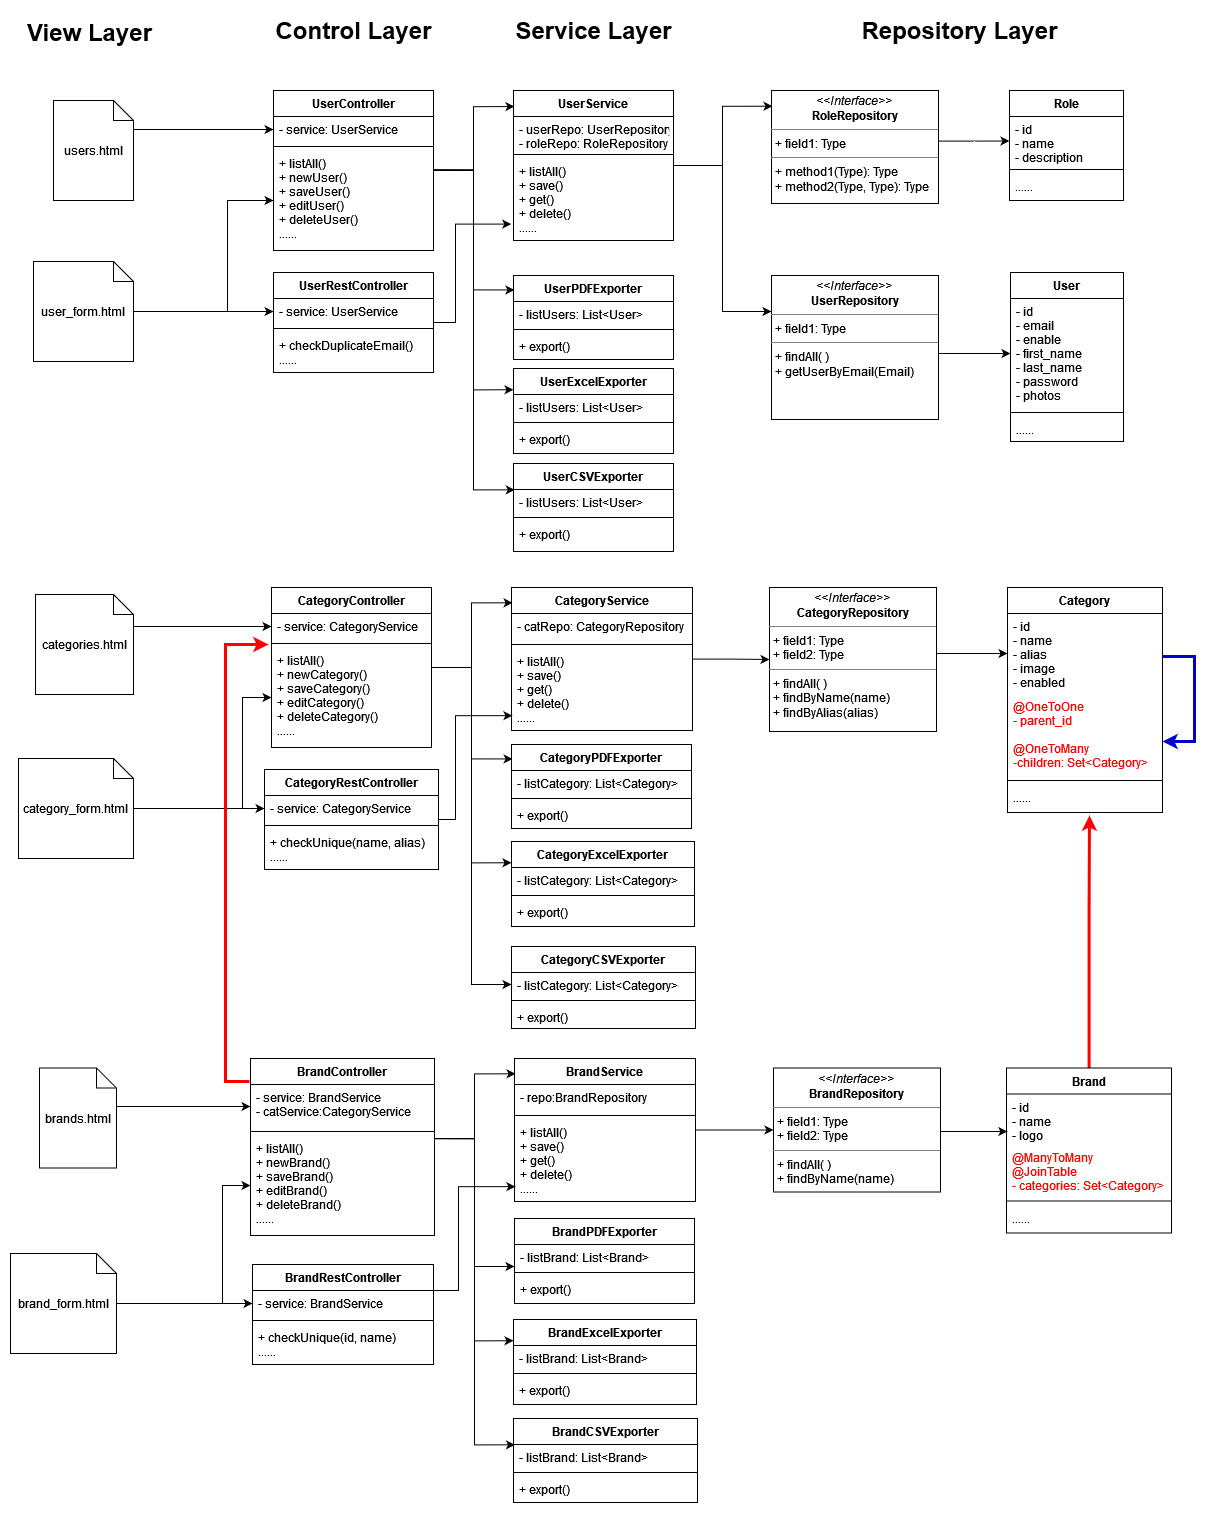 View Layer
Control Layer
Service Layer
Repository Layer
users.html
user_form.html
UserController
- service: UserService
+ listAll()
+ newUser()
+ saveUser()
+ editUser()
+ deleteUser()
......
UserRestController
- service: UserService
+ checkDuplicateEmail()
......
UserService
- userRepo: UserRepository
- roleRepo: RoleRepository
+ listAll()
+ save()
+ get()
+ delete()
......
UserPDFExporter
- listUsers: List<User>
+ export()
UserExcelExporter
- listUsers: List<User>
+ export()
UserCSVExporter
- listUsers: List<User>
+ export()
<<Interface>>
RoleRepository
+ field1: Type
+ method1(Type): Type
+ method2(Type, Type): Type
<<Interface>>
UserRepository
+ field1: Type
+ findAll( )
+ getUserByEmail(Email)
Role
- id
- name
- description
......
User
- id
- email
- enable
- first_name
- last_name
- password
- photos
......
categories.html
category_form.html
CategoryController
- service: CategoryService
+ listAll()
+ newCategory()
+ saveCategory()
+ editCategory()
+ deleteCategory()
......
CategoryRestController
- service: CategoryService
+ checkUnique(name, alias)
......
CategoryService
- catRepo: CategoryRepository
+ listAll()
+ save()
+ get()
+ delete()
......
CategoryPDFExporter
- listCategory: List<Category>
+ export()
CategoryExcelExporter
- listCategory: List<Category>
+ export()
CategoryCSVExporter
- listCategory: List<Category>
+ export()
<<Interface>>
CategoryRepository
+ field1: Type
+ field2: Type
+ findAll( )
+ findByName(name)
+ findByAlias(alias)
Category
- id
- name
- alias
- image
- enabled
@OneToOne
- parent_id
@OneToMany
-children: Set<Category>
......
brands.html
brand_form.html
BrandController
- service: BrandService
- catService:CategoryService
+ listAll()
+ newBrand()
+ saveBrand()
+ editBrand()
+ deleteBrand()
......
BrandRestController
- service: BrandService
+ checkUnique(id, name)
......
BrandService
- repo:BrandRepository
+ listAll()
+ save()
+ get()
+ delete()
......
BrandPDFExporter
- listBrand: List<Brand>
+ export()
BrandExcelExporter
- listBrand: List<Brand>
+ export()
BrandCSVExporter
- listBrand: List<Brand>
+ export()
<<Interface>>
BrandRepository
+ field1: Type
+ field2: Type
+ findAll( )
+ findByName(name)
Brand
- id
- name
- logo
@ManyToMany
@JoinTable
- categories: Set<Category>
......